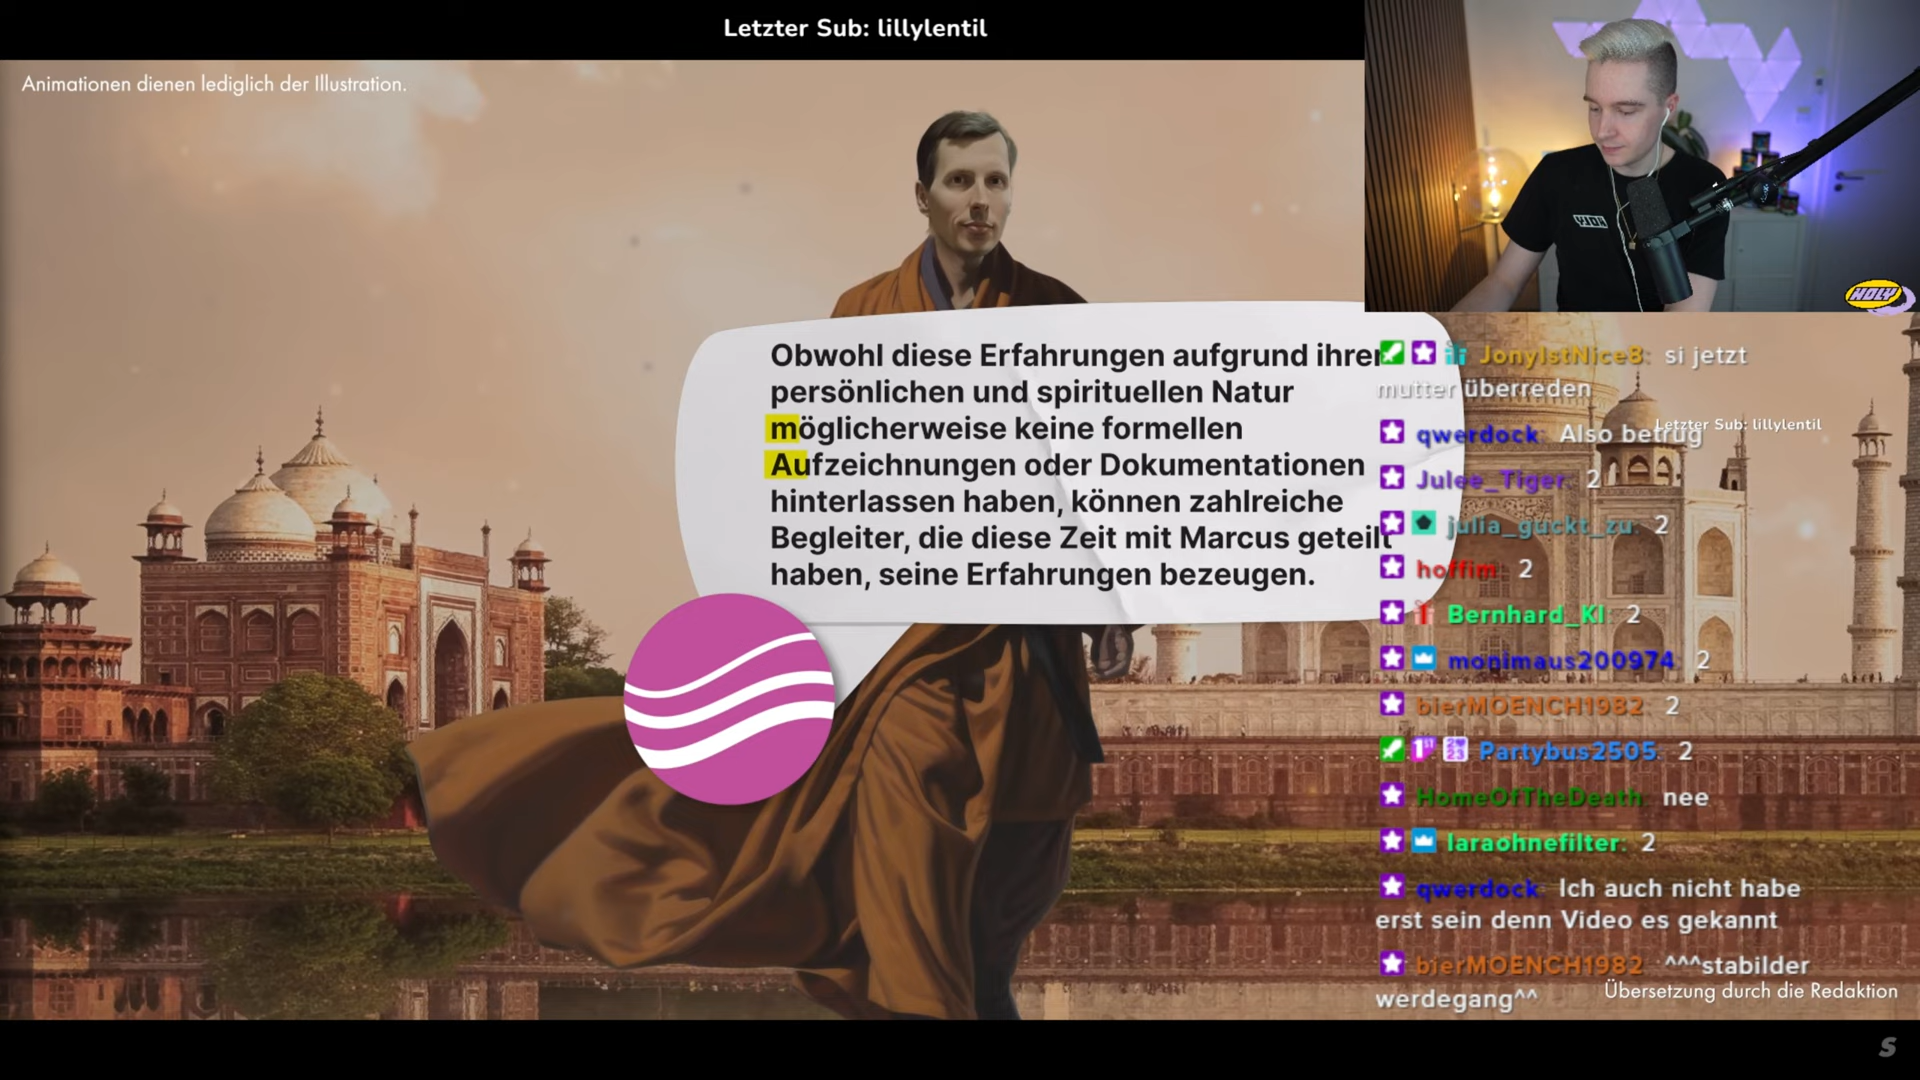 Letzter Sub: lillylentil
Animationen dienen lediglich der Illustration.
HOLY
Obwohl diese Erfahrungen aufgrund ihrer
persönlichen und spirituellen Natur
möglicherweise keine formellen
Aufzeichnungen oder Dokumentationen
hinterlassen haben, können zahlreiche
Begleiter, die diese Zeit mit Marcus geteilt
haben, seine Erfahrungen bezeugen.
JonyIstNice8: si jetzt
mutter überreden
Letzter Sub: lillylentil
qwerdock: Also betrug
Julee_Tiger: 2
julia_guckt_zu: 2
hoffim: 2
Bernhard_KI: 2
monimaus200974: 2
bierMOENCH1982: 2
Partybus2505: 2
HomeOfTheDeath: nee
laraohnefilter: 2
qwerdock: Ich auch nicht habe
erst sein denn Video es gekannt
bierMOENCH1982: ^^^stabilder
werdegang^^
Übersetzung durch die Redaktion
S